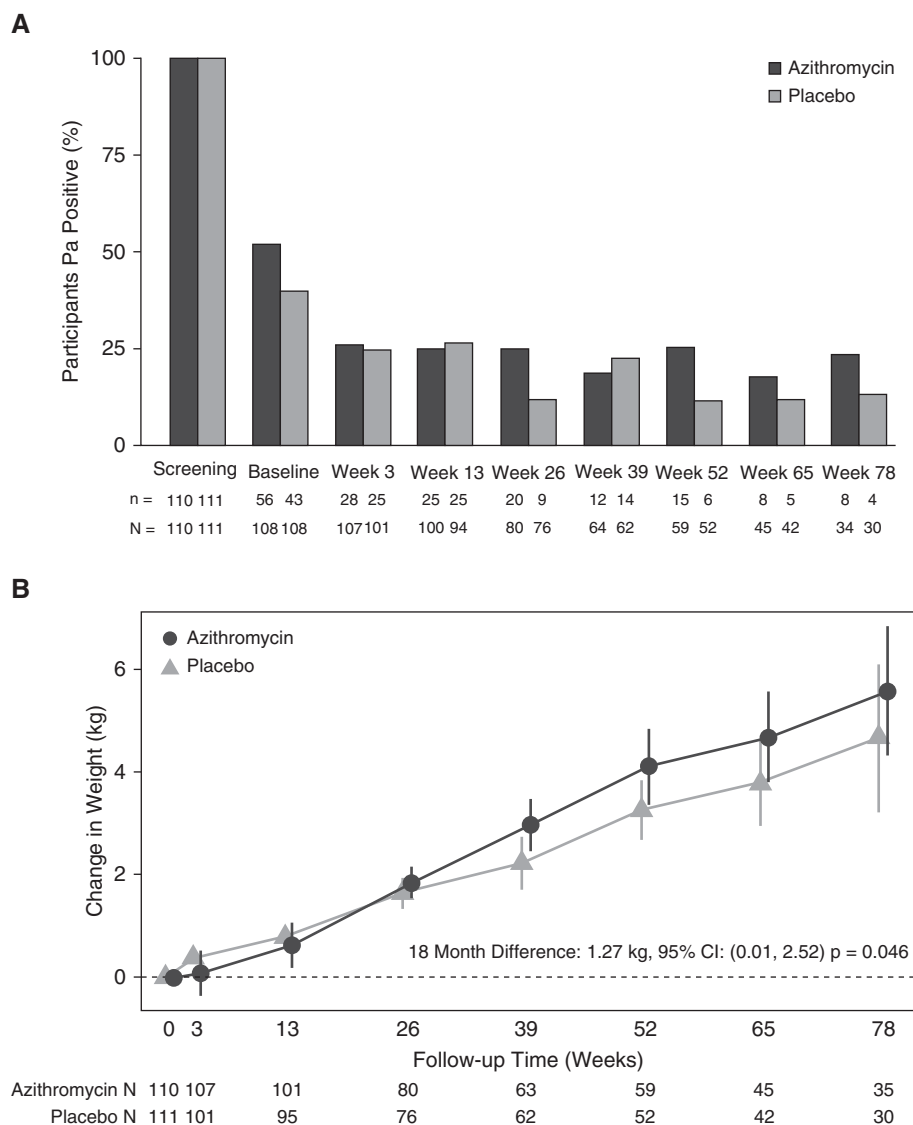 A
Participants Pa Positive (%)
100
75
50
25
0
Azithromycin
Placebo
Screening Baseline Week 3 Week 13 Week 26 Week 39 Week 52 Week 65 Week 78
n = 110 111 56 43 28 25 25 25 20 9 12 14 15 6 8 5 8 4
N = 110 111 108 108 107 101 100 94 80 76 64 62 59 52 45 42 34 30
B
Change in Weight (kg)
6
4
2
0
Azithromycin
Placebo
18 Month Difference: 1.27 kg, 95% CI: (0.01, 2.52) p = 0.046
0 3 13 26 39 52 65 78
Follow-up Time (Weeks)
Azithromycin N 110 107 101 80 63 59 45 35
Placebo N 111 101 95 76 62 52 42 30